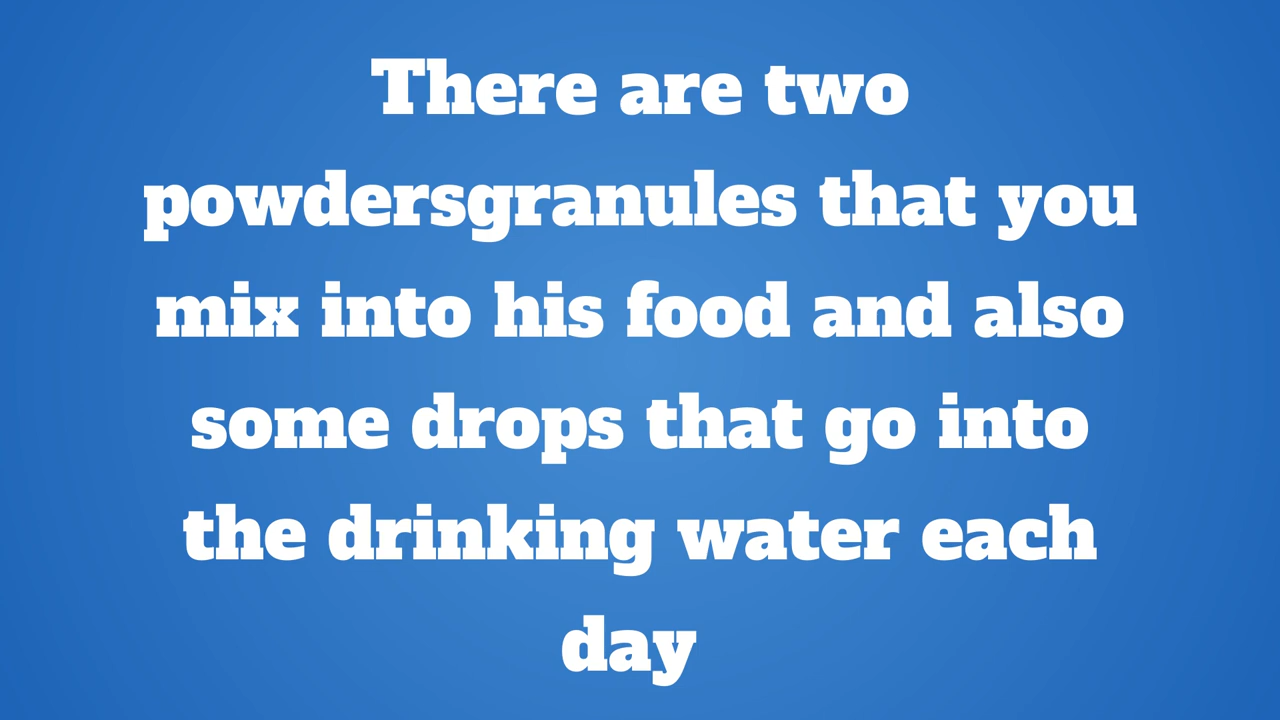 There are two
powdersgranules that you
mix into his food and also
some drops that go into
the drinking water each
day